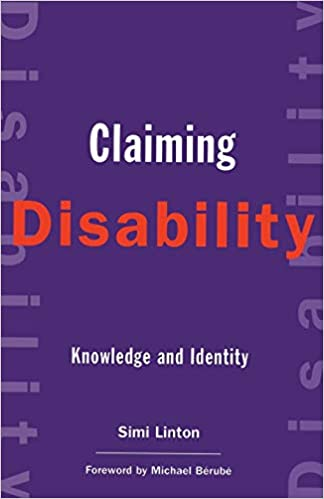 Disability
Claiming
Disability
Knowledge and Identity
Simi Linton
Foreword by Michael Bérubé
Disability